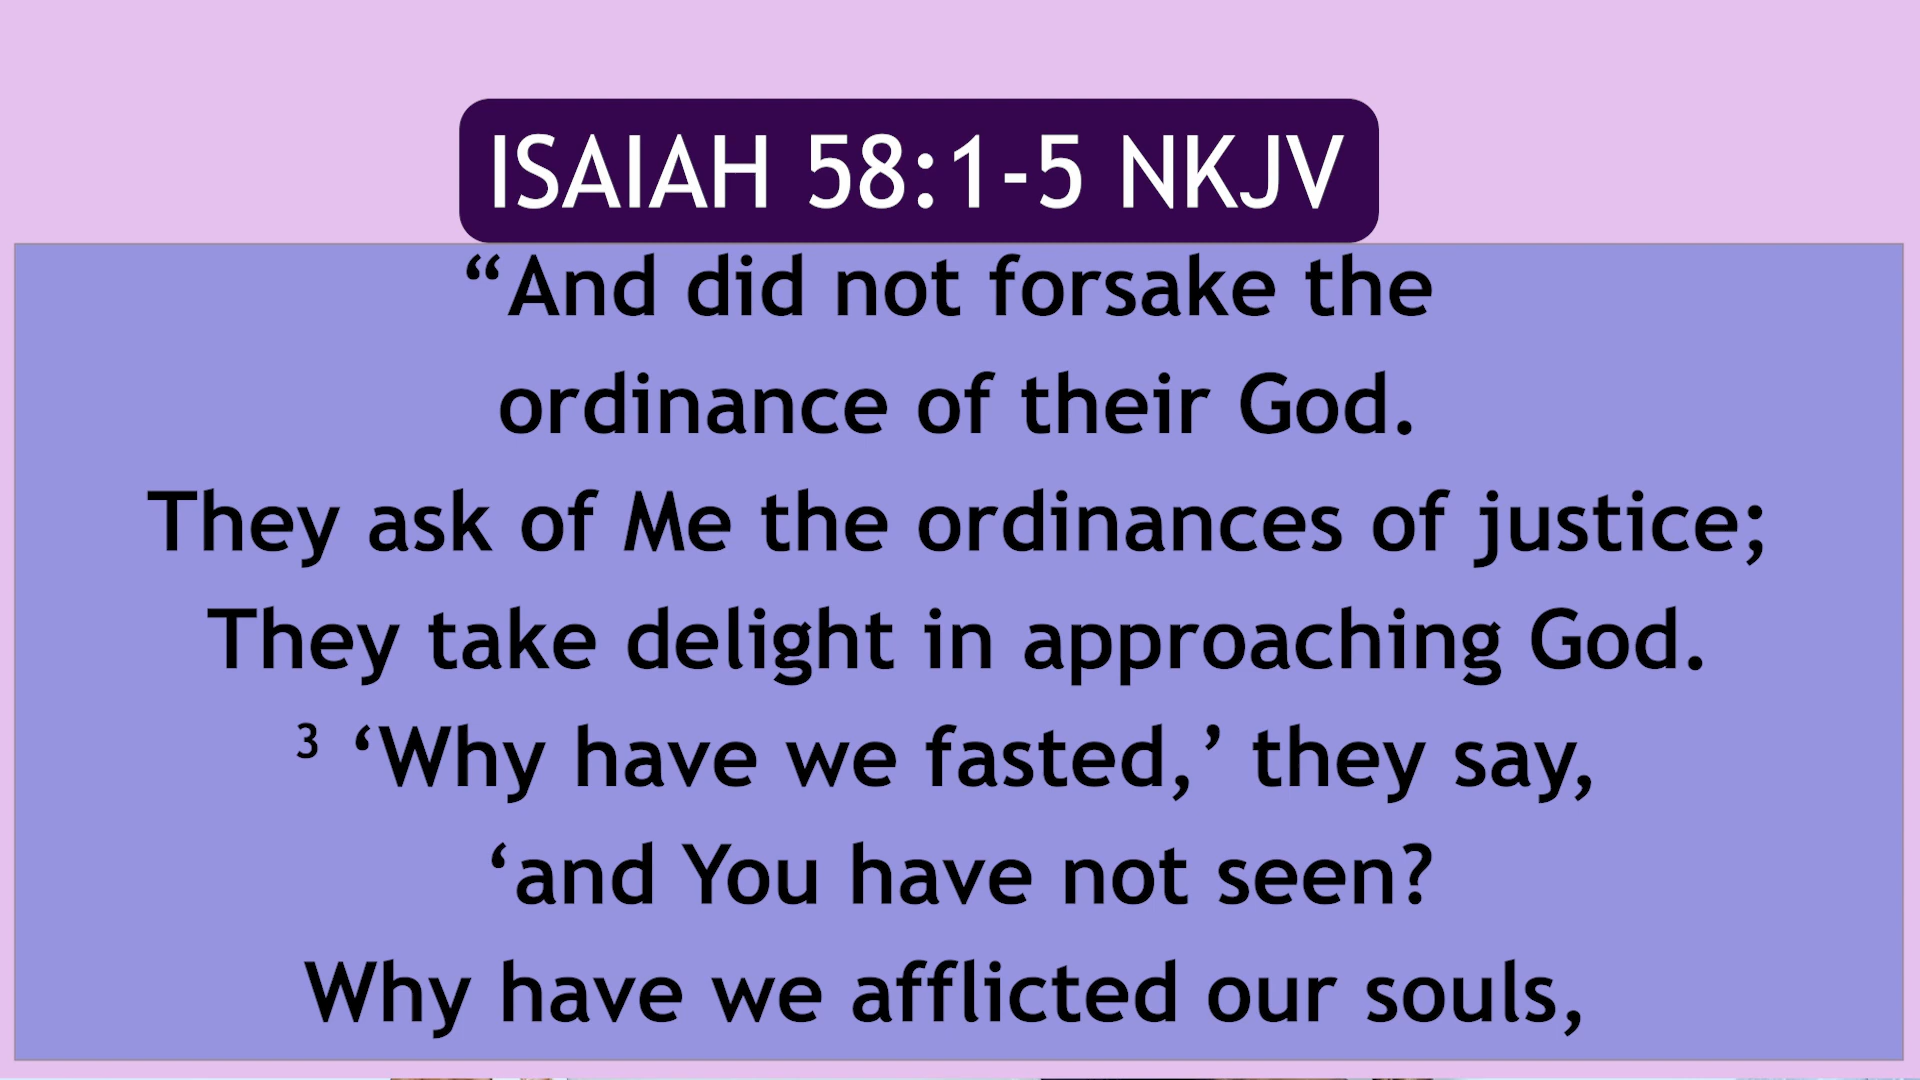 ISAIAH 58:1-5 NKJV
“And did not forsake the
ordinance of their God.
They ask of Me the ordinances of justice;
They take delight in approaching God.
³ ‘Why have we fasted,’ they say,
‘and You have not seen?
Why have we afflicted our souls,